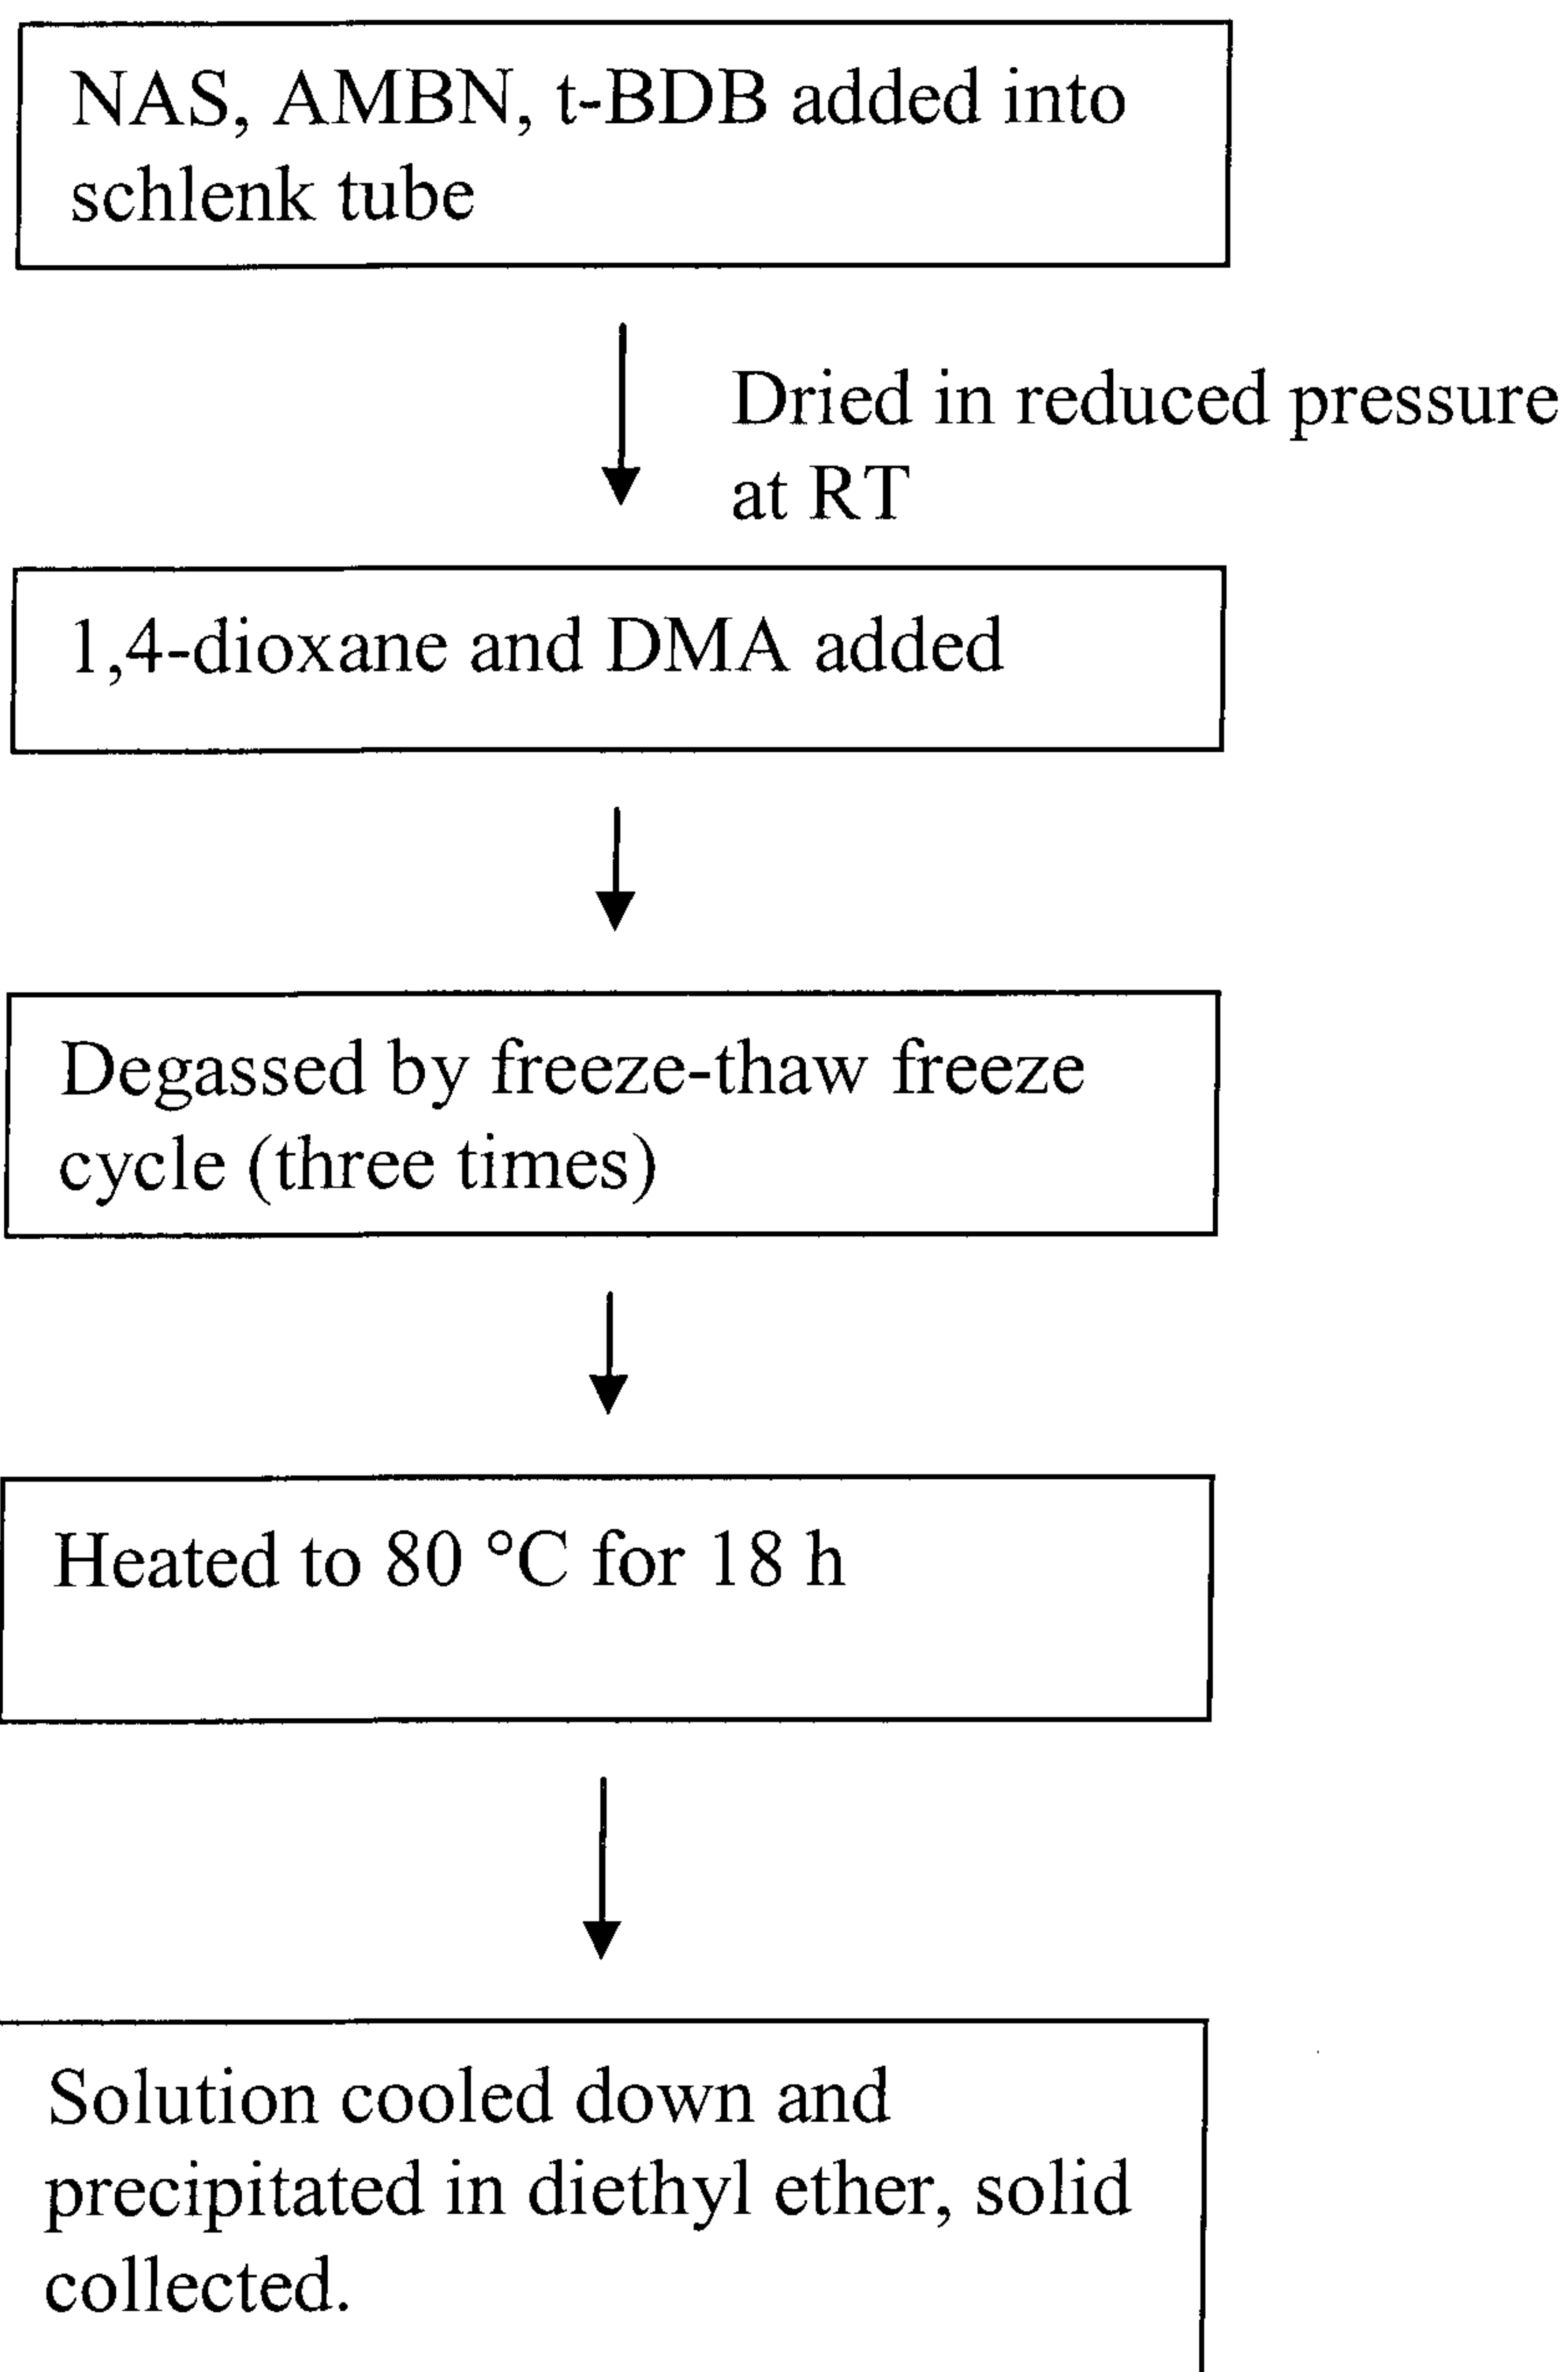 NAS, AMBN, t-BDB added into
schlenk tube
Dried in reduced pressure
at RT
1,4-dioxane and DMA added
Degassed by freeze-thaw freeze
cycle (three times)
Heated to 80 °C for 18 h
Solution cooled down and
precipitated in diethyl ether, solid
collected.